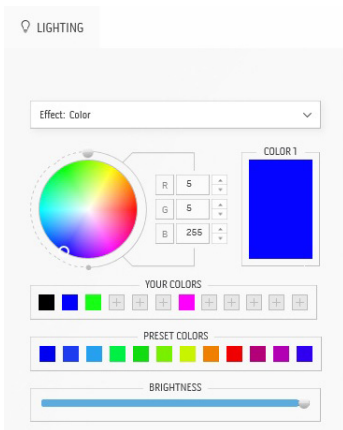 LIGHTING
Effect: Color
COLOR 1
R 5
G 5
B 255
YOUR COLORS
PRESET COLORS
BRIGHTNESS